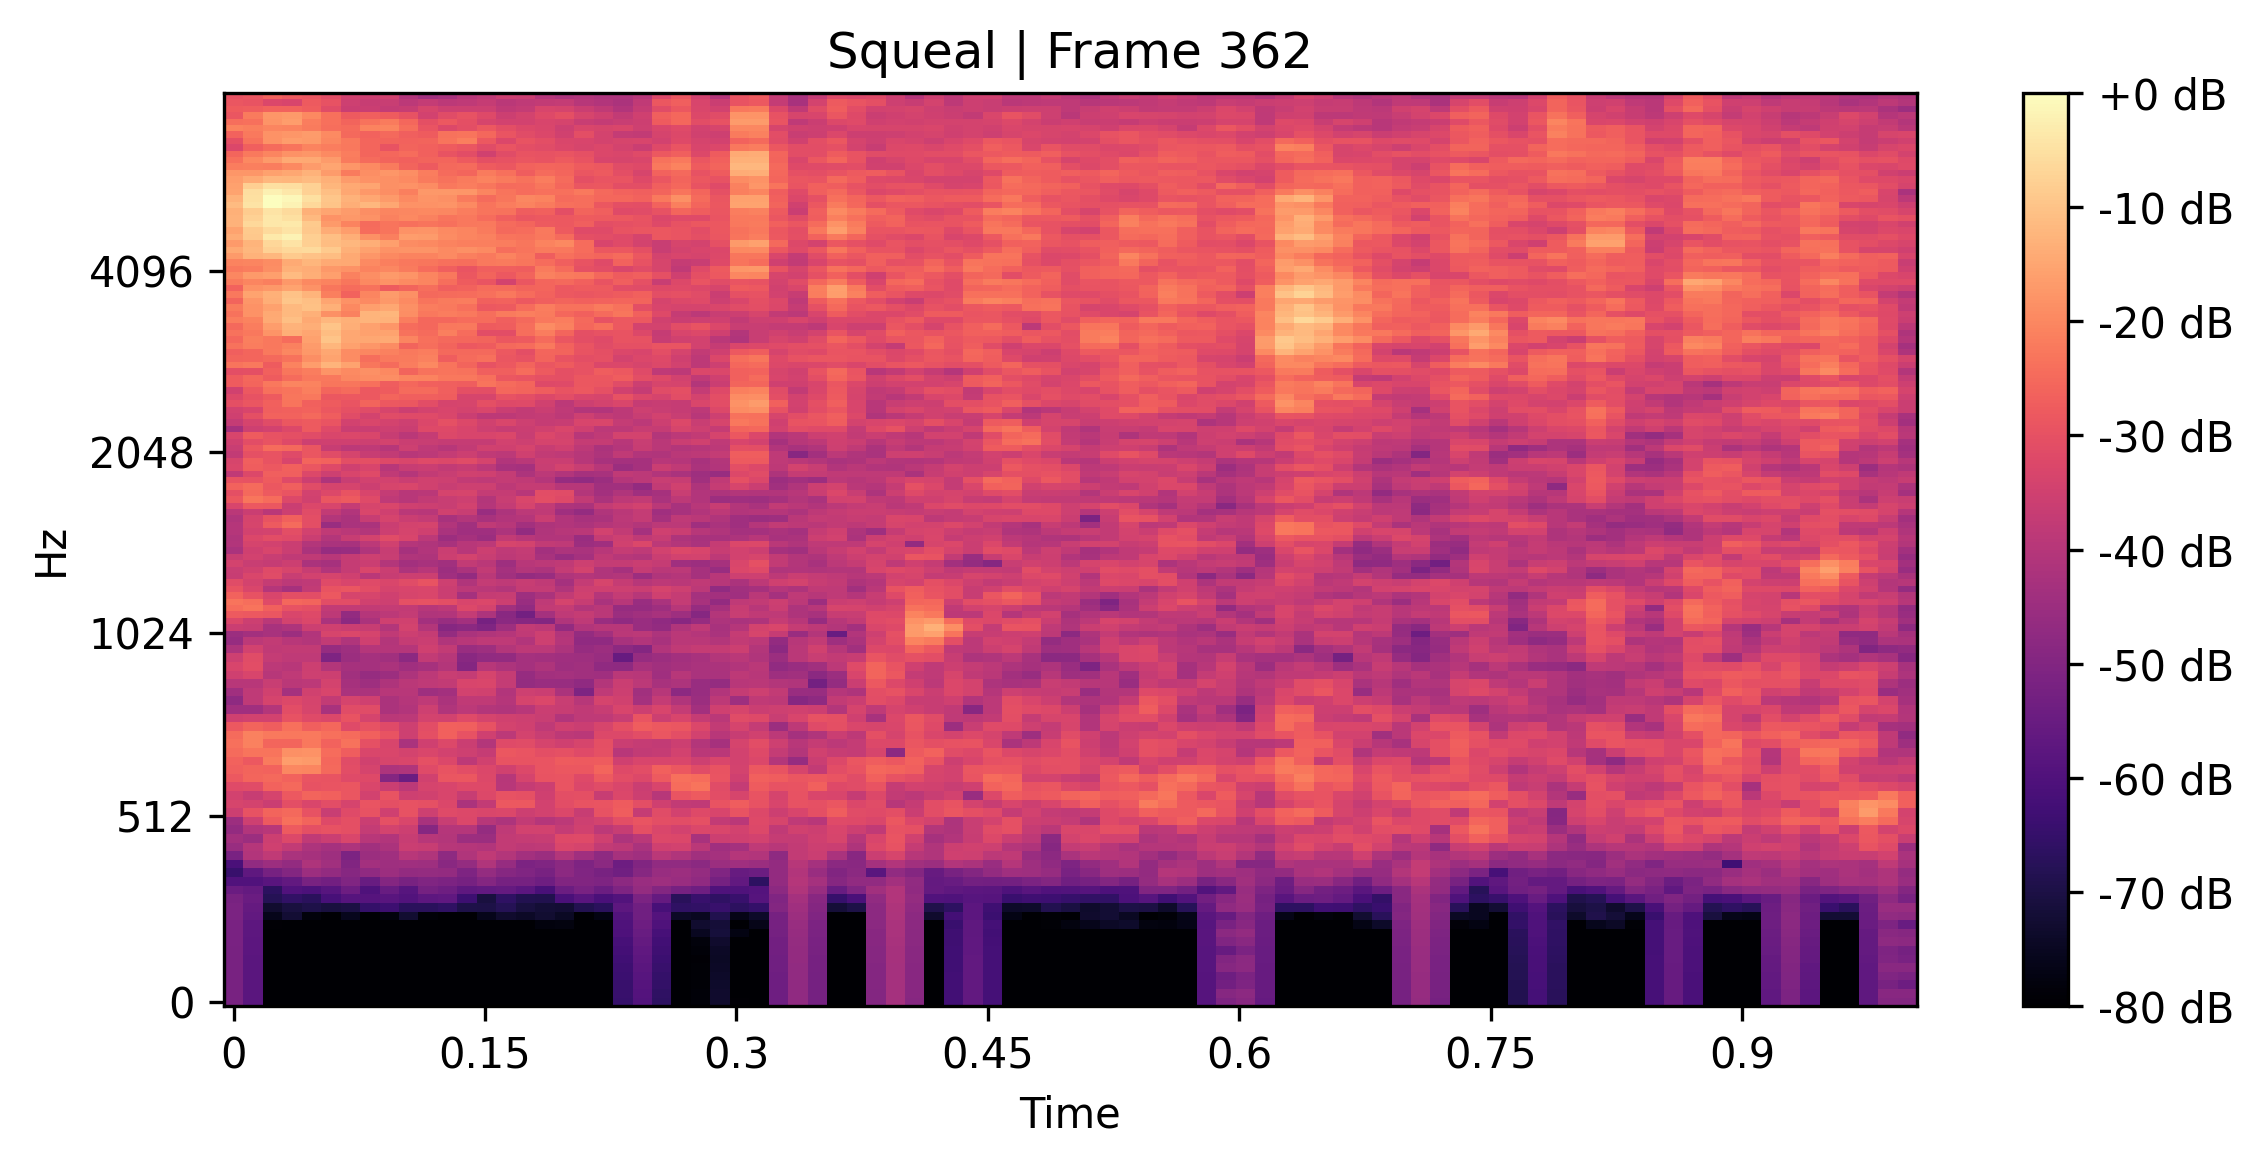 Squeal | Frame 362
+0 dB
-10 dB
-20 dB
-30 dB
-40 dB
-50 dB
-60 dB
-70 dB
-80 dB
Hz
4096
2048
1024
512
0
0 0.15 0.3 0.45 0.6 0.75 0.9
Time